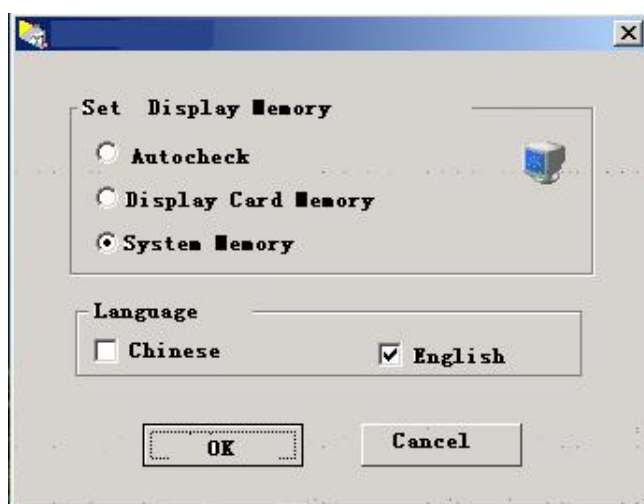 Set Display Memory
Autocheck
Display Card Memory
System Memory
Language
Chinese
English
OK
Cancel